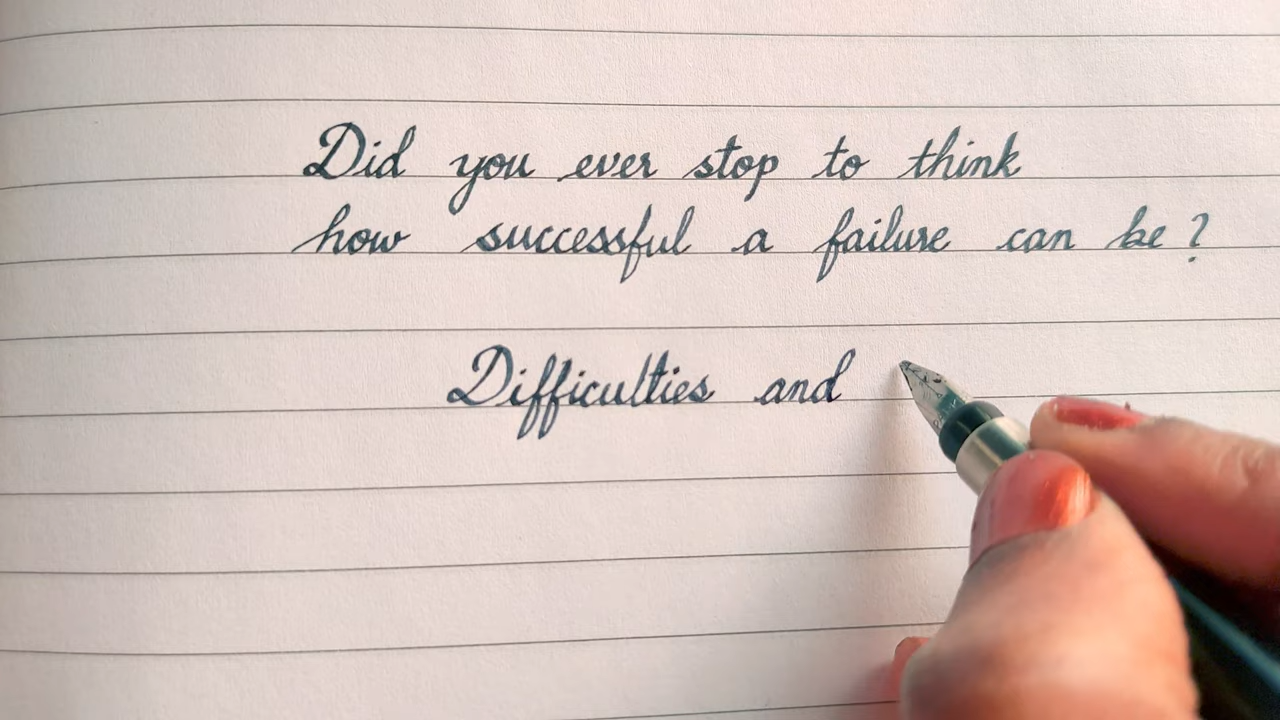 Did you ever stop to think
how successful a failure can be?
Difficulties and